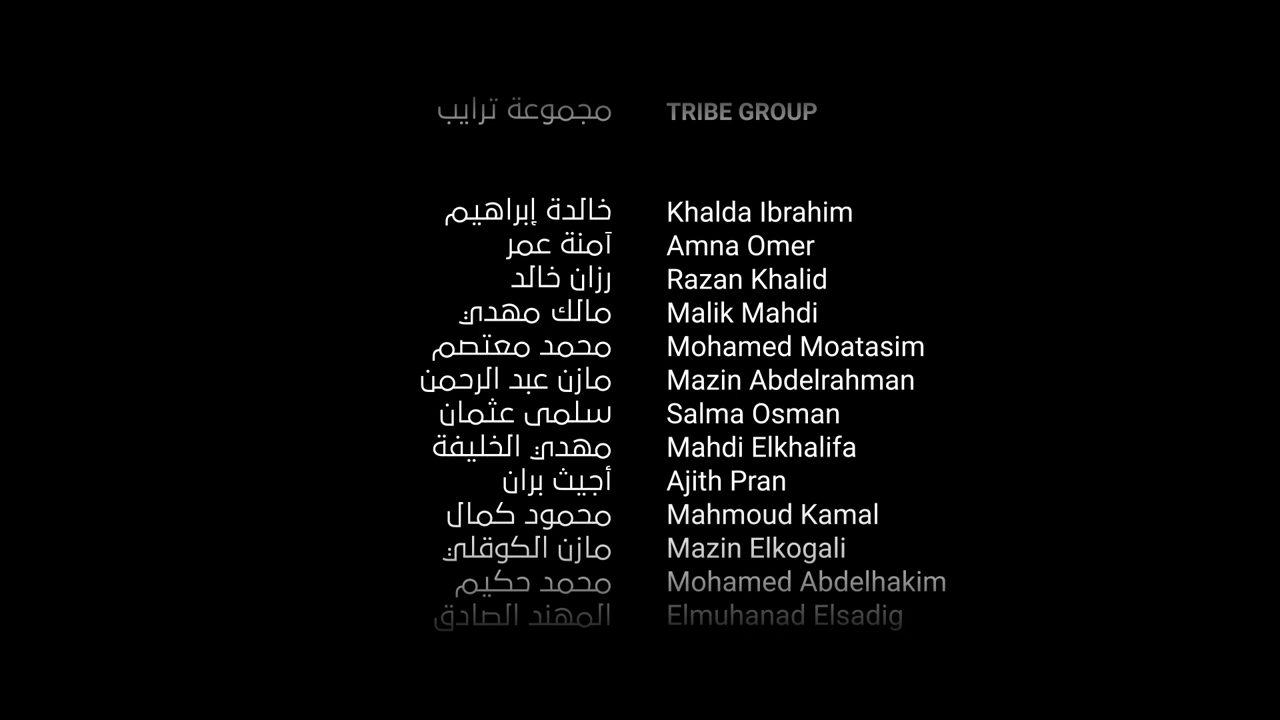 مجموعة ترايب TRIBE GROUP
خالدة إبراهيم Khalda Ibrahim
آمنة عمر Amna Omer
رزان خالد Razan Khalid
مالك مهدي Malik Mahdi
محمد معتصم Mohamed Moatasim
مازن عبد الرحمن Mazin Abdelrahman
سلمى عثمان Salma Osman
مهدي الخليفة Mahdi Elkhalifa
أجيث بران Ajith Pran
محمود كمال Mahmoud Kamal
مازن الكوقلي Mazin Elkogali
محمد حكيم Mohamed Abdelhakim
المهند الصادق Elmuhanad Elsadig